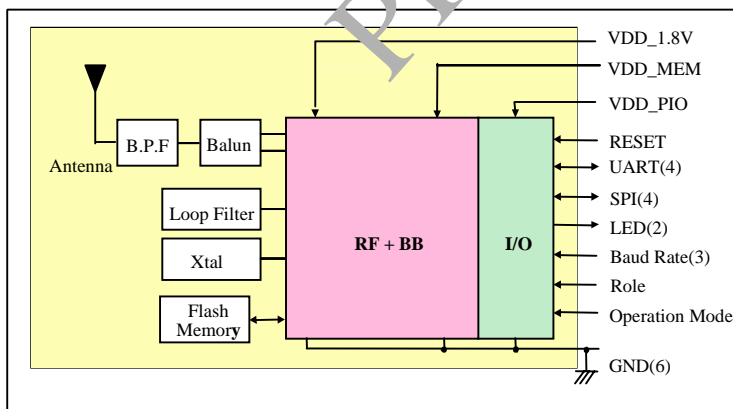 VDD_1.8V
VDD_MEM
VDD_PIO
Antenna
B.P.F
Balun
Loop Filter
Xtal
Flash
Memory
RF + BB
I/O
RESET
UART(4)
SPI(4)
LED(2)
Baud Rate(3)
Role
Operation Mode
GND(6)